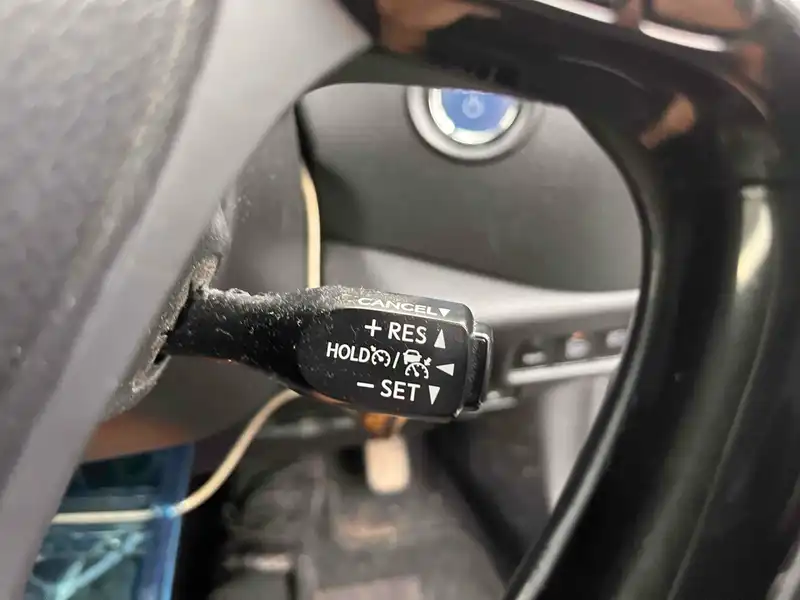 CANCEL▼
+ RES ▲
HOLD / ◄
− SET ▼